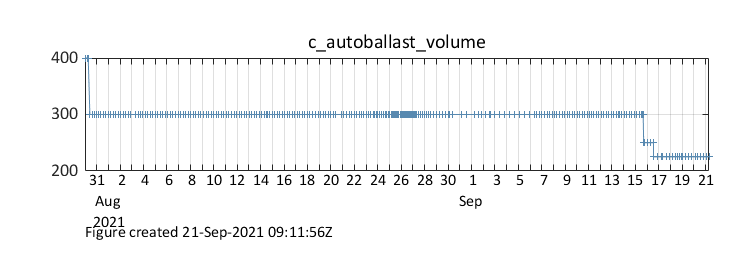 c_autoballast_volume
400
300
200
31 2 4 6 8 10 12 14 16 18 20 22 24 26 28 30 1 3 5 7 9 11 13 15 17 19 21
Aug Sep
2021
Figure created 21-Sep-2021 09:11:56Z